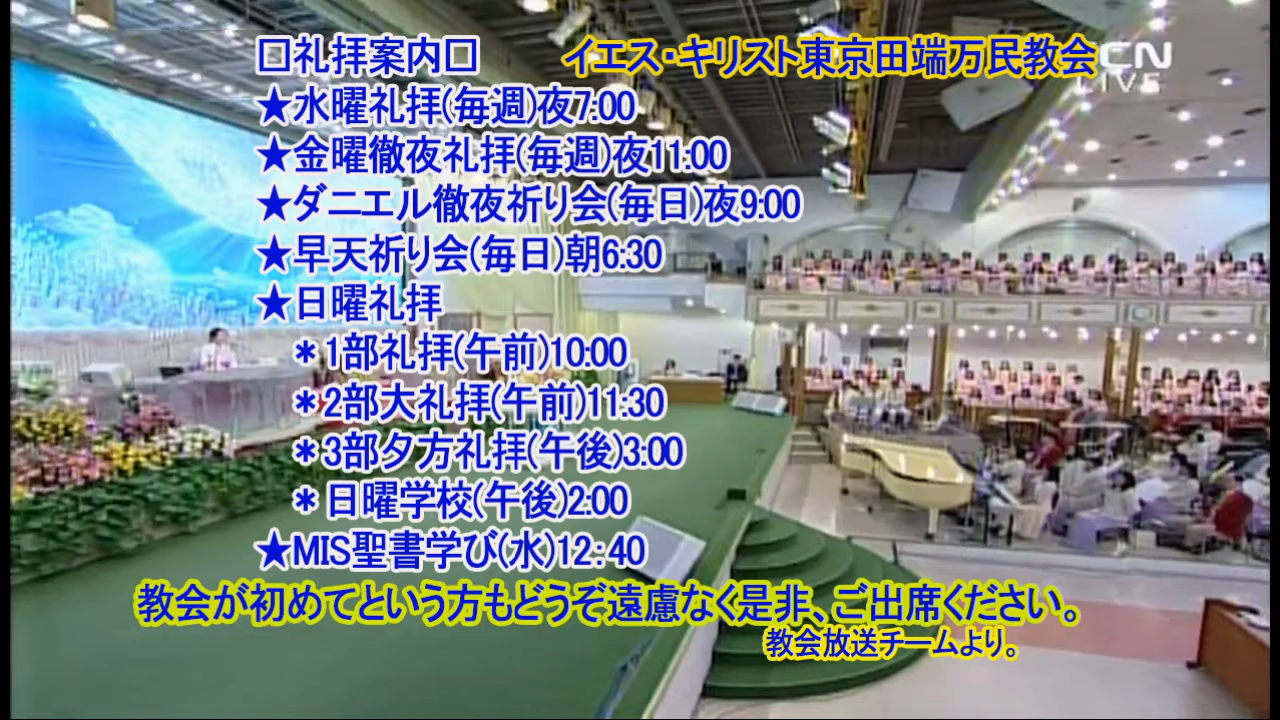 □礼拝案内□ イエス・キリスト東京田端万民教会
CN
LIVE
★水曜礼拝(毎週)夜7:00
★金曜徹夜礼拝(毎週)夜11:00
★ダニエル徹夜祈り会(毎日)夜9:00
★早天祈り会(毎日)朝6:30
★日曜礼拝
＊1部礼拝(午前)10:00
＊2部大礼拝(午前)11:30
＊3部夕方礼拝(午後)3:00
＊日曜学校(午後)2:00
★MIS聖書学び(水)12:40
教会が初めてという方もどうぞ遠慮なく是非、ご出席ください。
教会放送チームより。